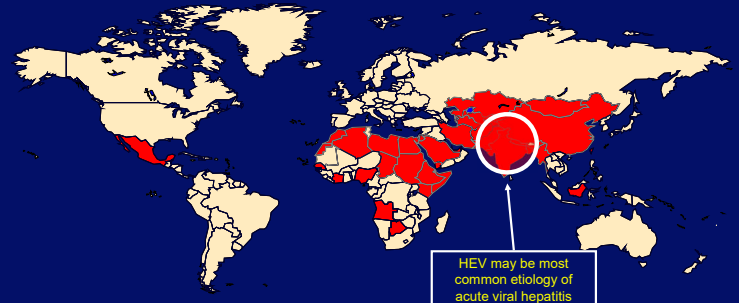 HEV may be most
common etiology of
acute viral hepatitis